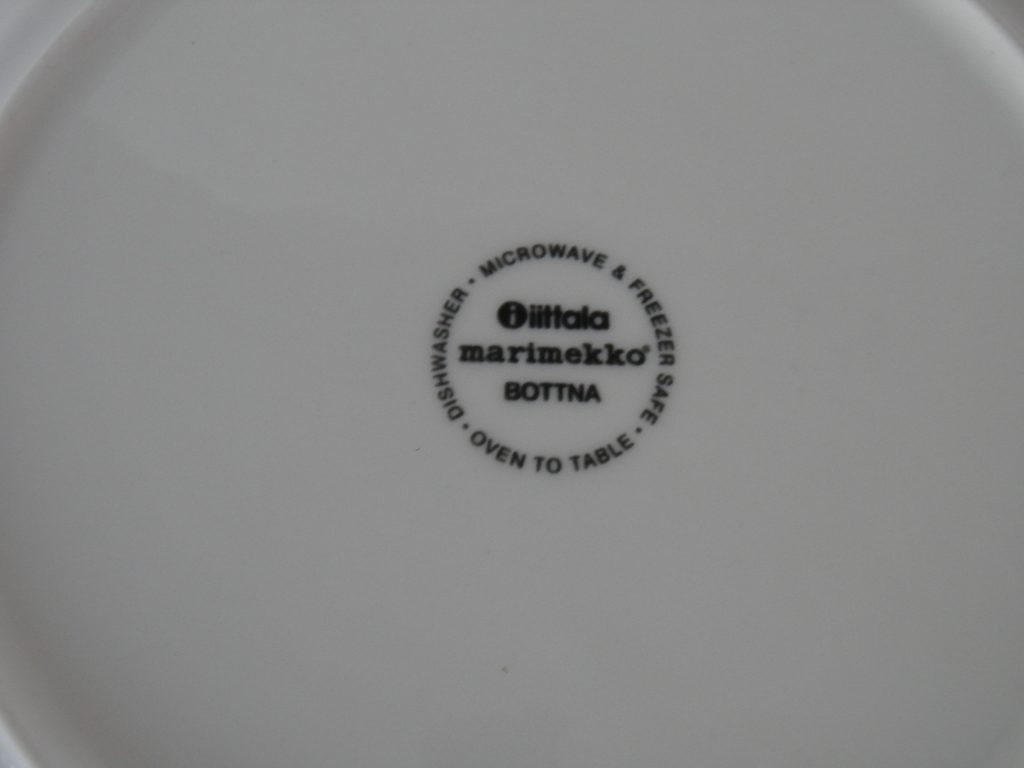 DISHWASHER • MICROWAVE & FREEZER SAFE •
iittala
marimekko®
BOTTNA
OVEN TO TABLE •